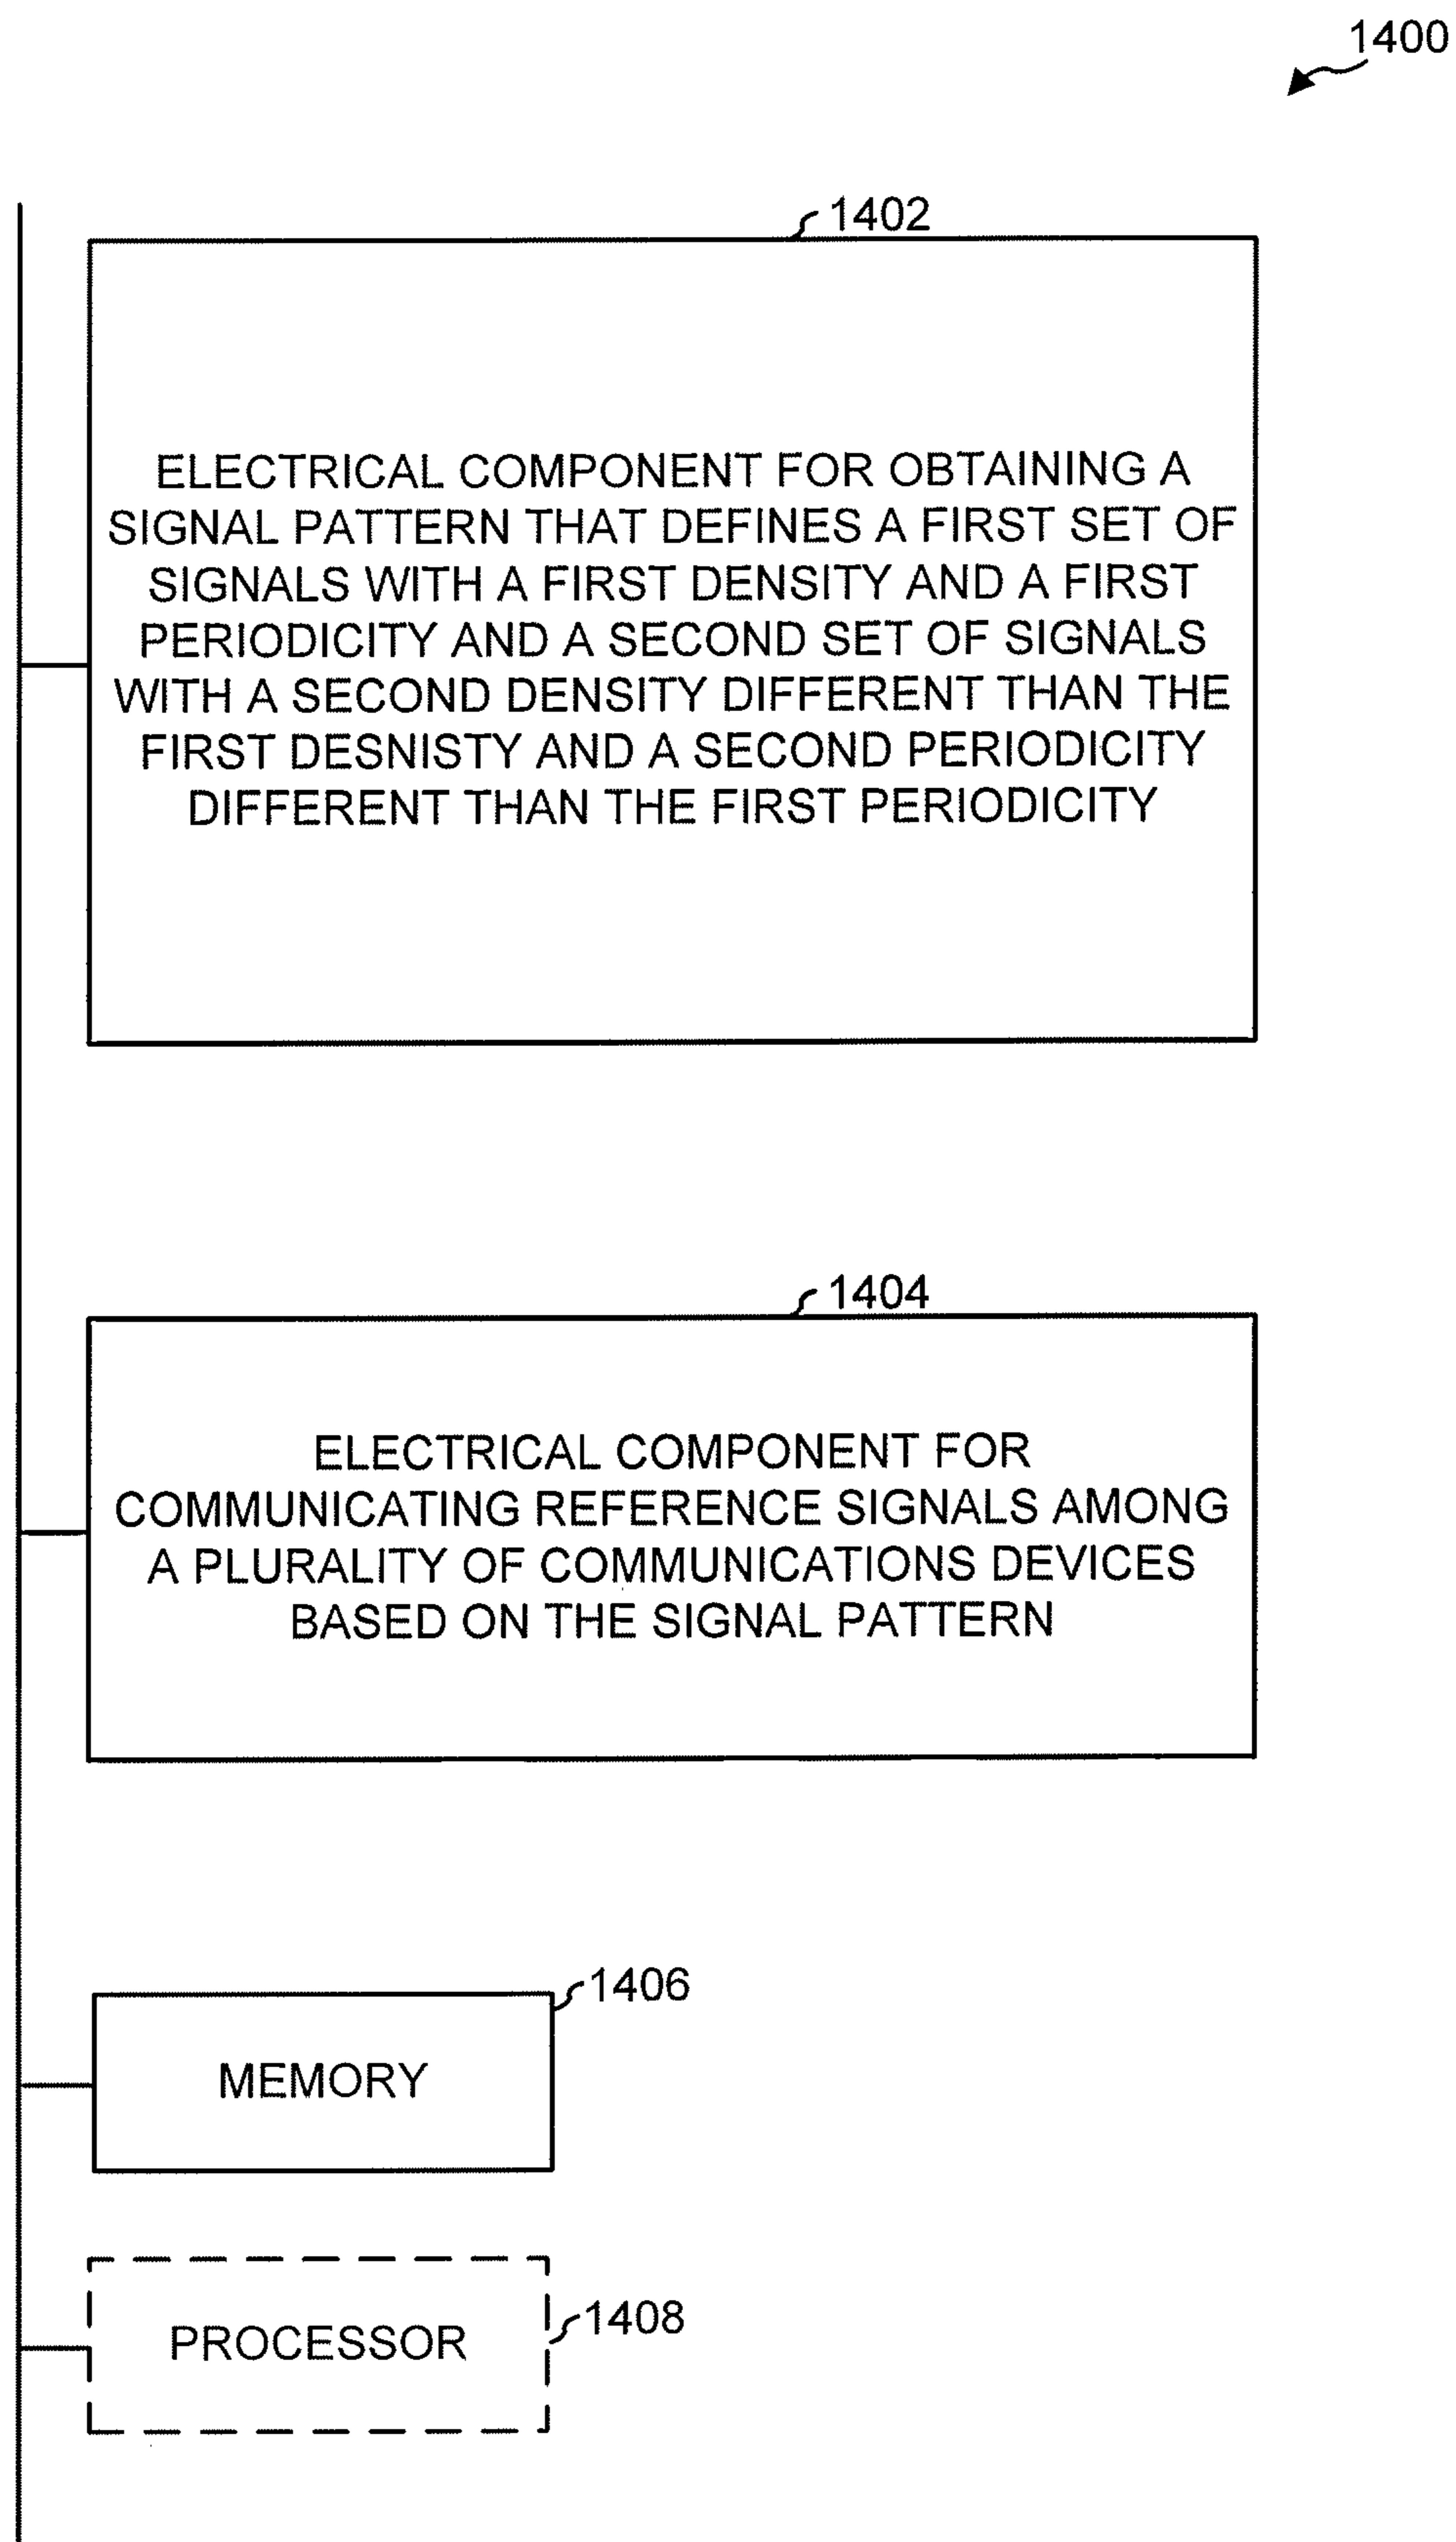 1400
1402
ELECTRICAL COMPONENT FOR OBTAINING A
SIGNAL PATTERN THAT DEFINES A FIRST SET OF
SIGNALS WITH A FIRST DENSITY AND A FIRST
PERIODICITY AND A SECOND SET OF SIGNALS
WITH A SECOND DENSITY DIFFERENT THAN THE
FIRST DESNISTY AND A SECOND PERIODICITY
DIFFERENT THAN THE FIRST PERIODICITY
1404
ELECTRICAL COMPONENT FOR
COMMUNICATING REFERENCE SIGNALS AMONG
A PLURALITY OF COMMUNICATIONS DEVICES
BASED ON THE SIGNAL PATTERN
1406
MEMORY
1408
PROCESSOR